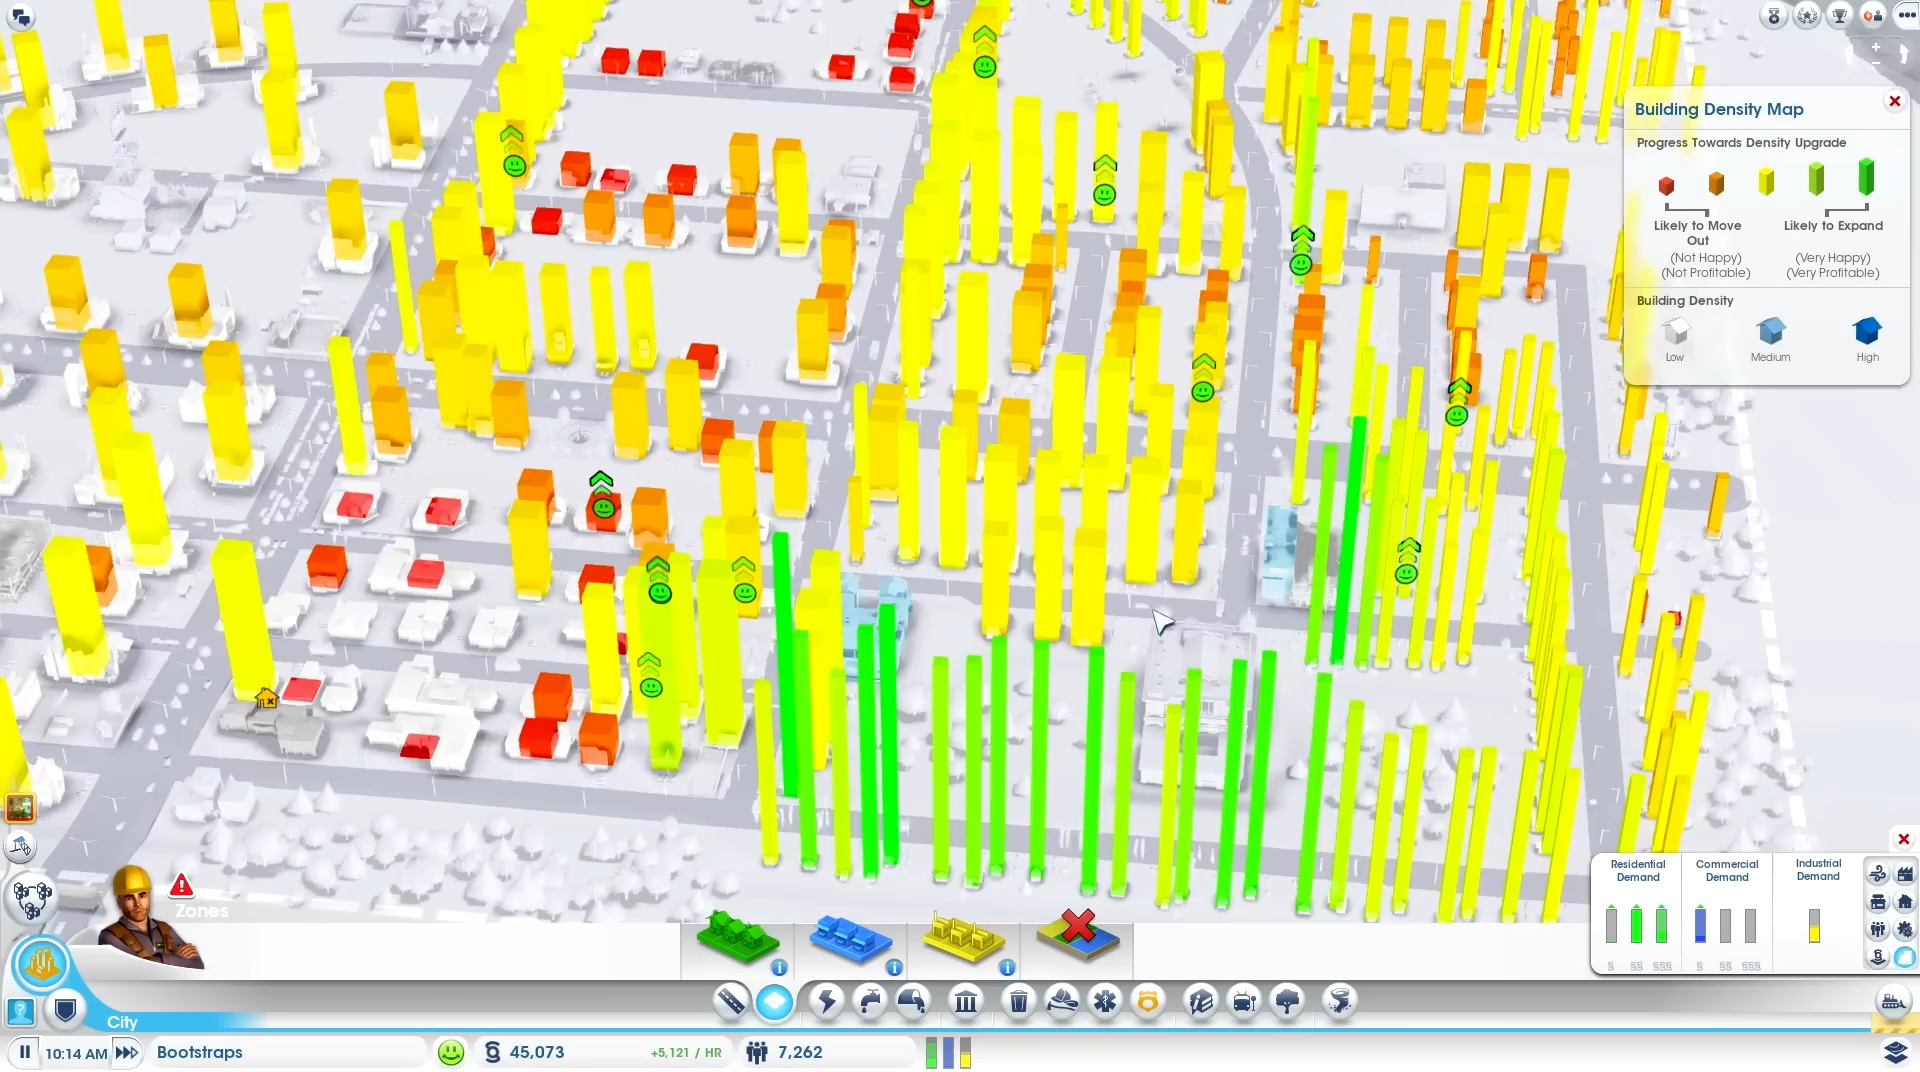 Building Density Map
Progress Towards Density Upgrade
Likely to Move Out
Likely to Expand
(Not Happy)
(Very Happy)
(Not Profitable)
(Very Profitable)
Building Density
Low
Medium
High
Residential Demand
Commercial Demand
Industrial Demand
§ §§ §§§
§ §§ §§§
Zones
City
10:14 AM
Bootstraps
45,073
+5,121 / HR
7,262